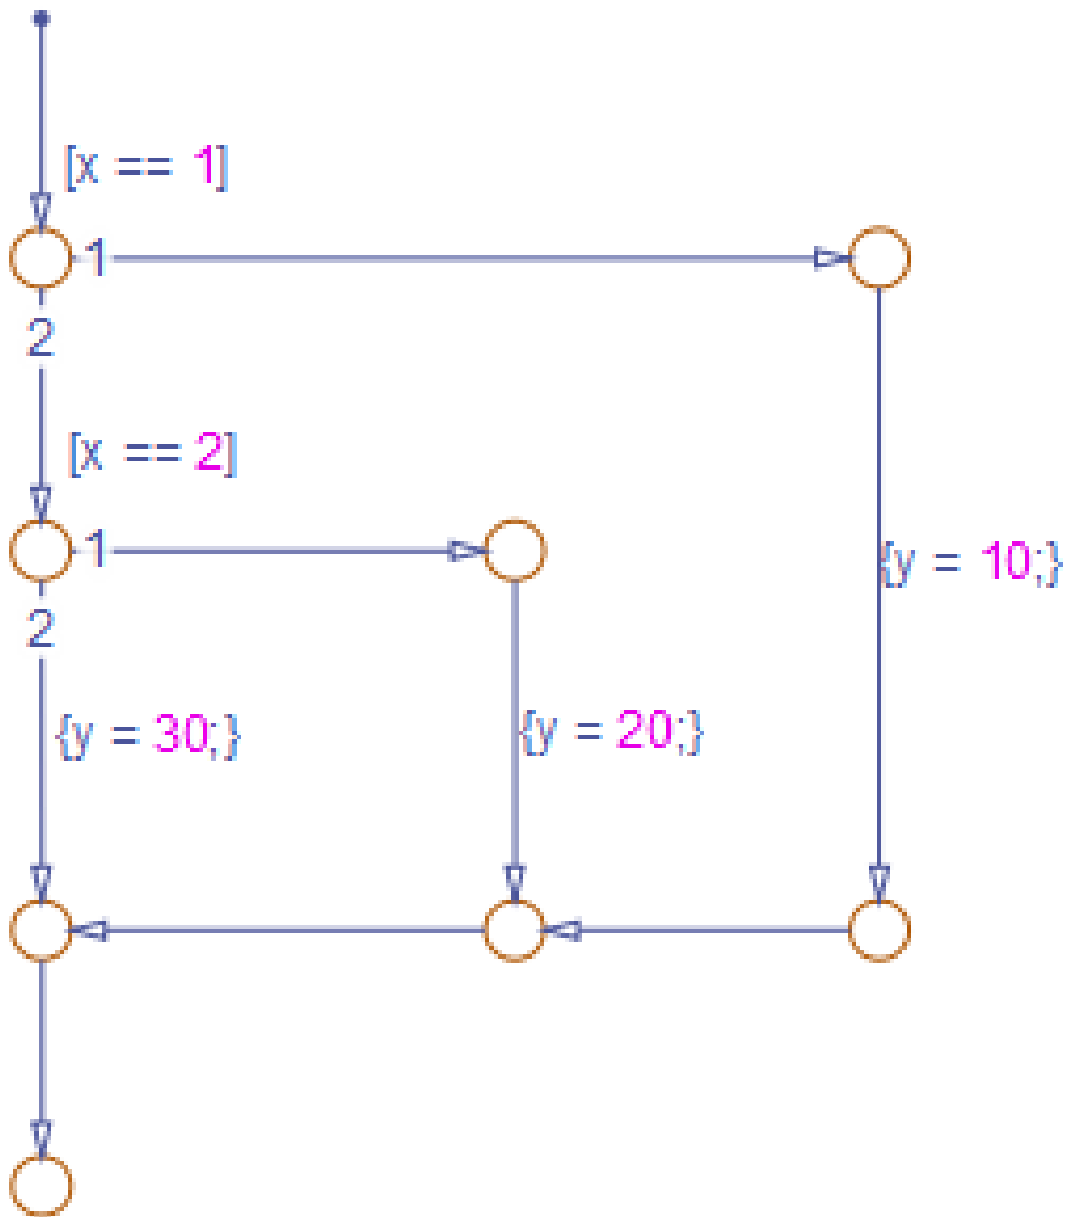 [x == 1]
1
2
[x == 2]
1
{y = 10;}
2
{y = 30;}
{y = 20;}